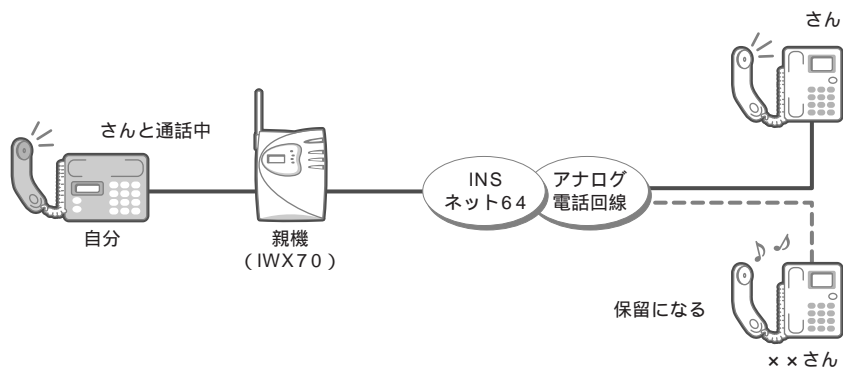 さん
さんと通話中
INS
ネット64
アナログ
電話回線
自分
親機
(IWX70)
保留になる
××さん